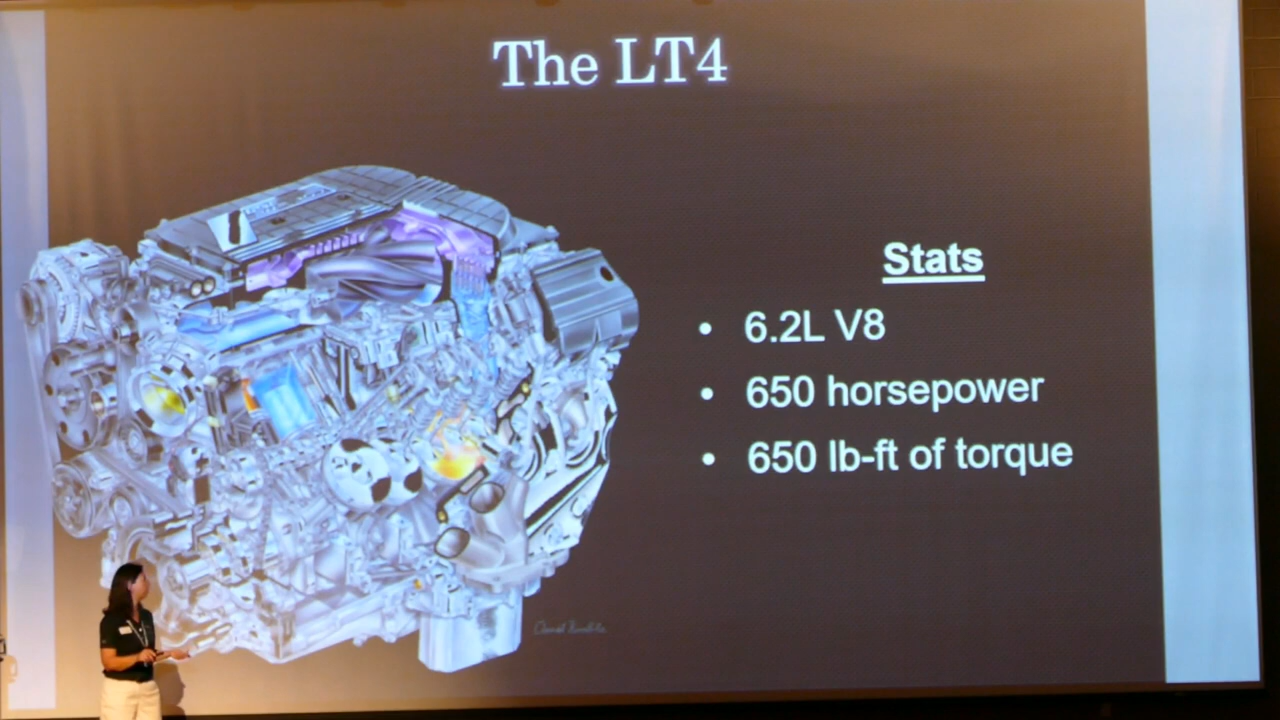 The LT4
Stats
• 6.2L V8
• 650 horsepower
• 650 lb-ft of torque